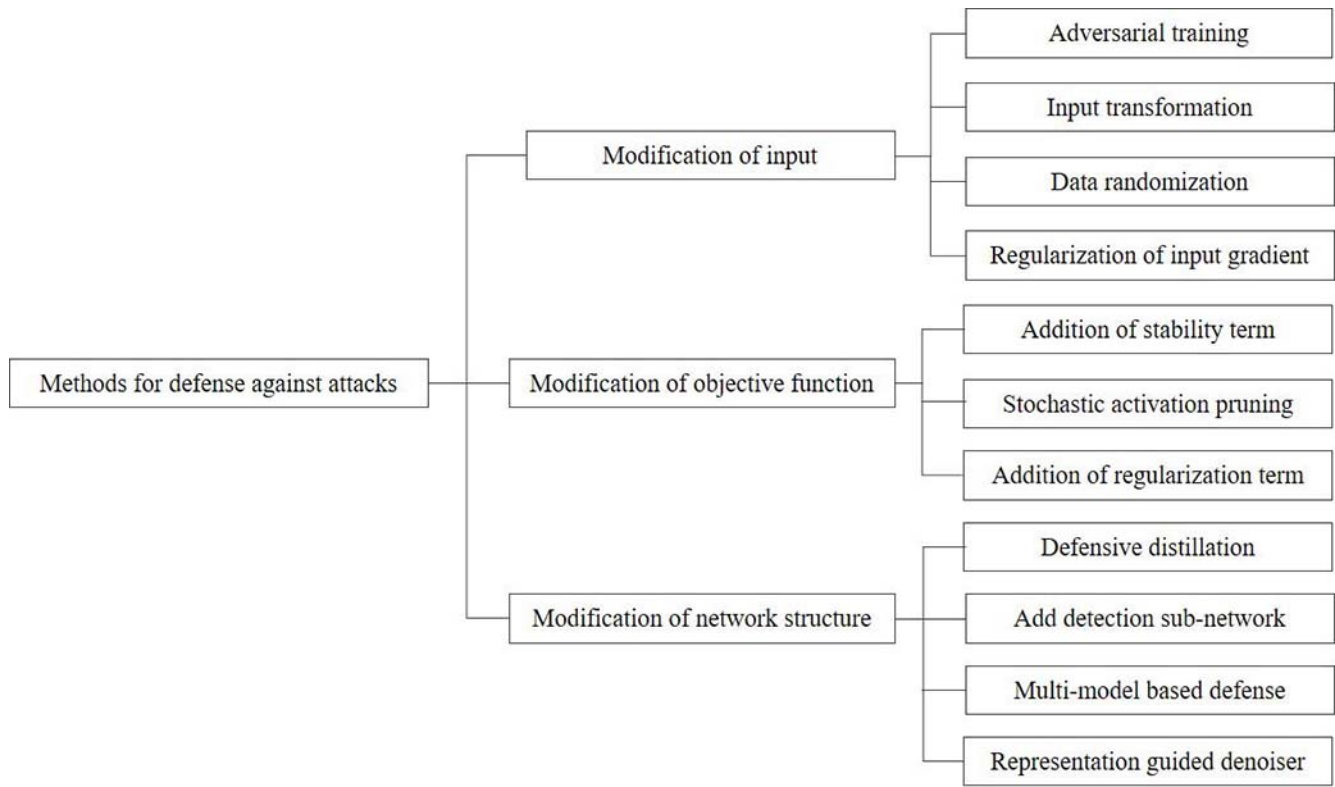 Methods for defense against attacks
Modification of input
Adversarial training
Input transformation
Data randomization
Regularization of input gradient
Modification of objective function
Addition of stability term
Stochastic activation pruning
Addition of regularization term
Modification of network structure
Defensive distillation
Add detection sub-network
Multi-model based defense
Representation guided denoiser